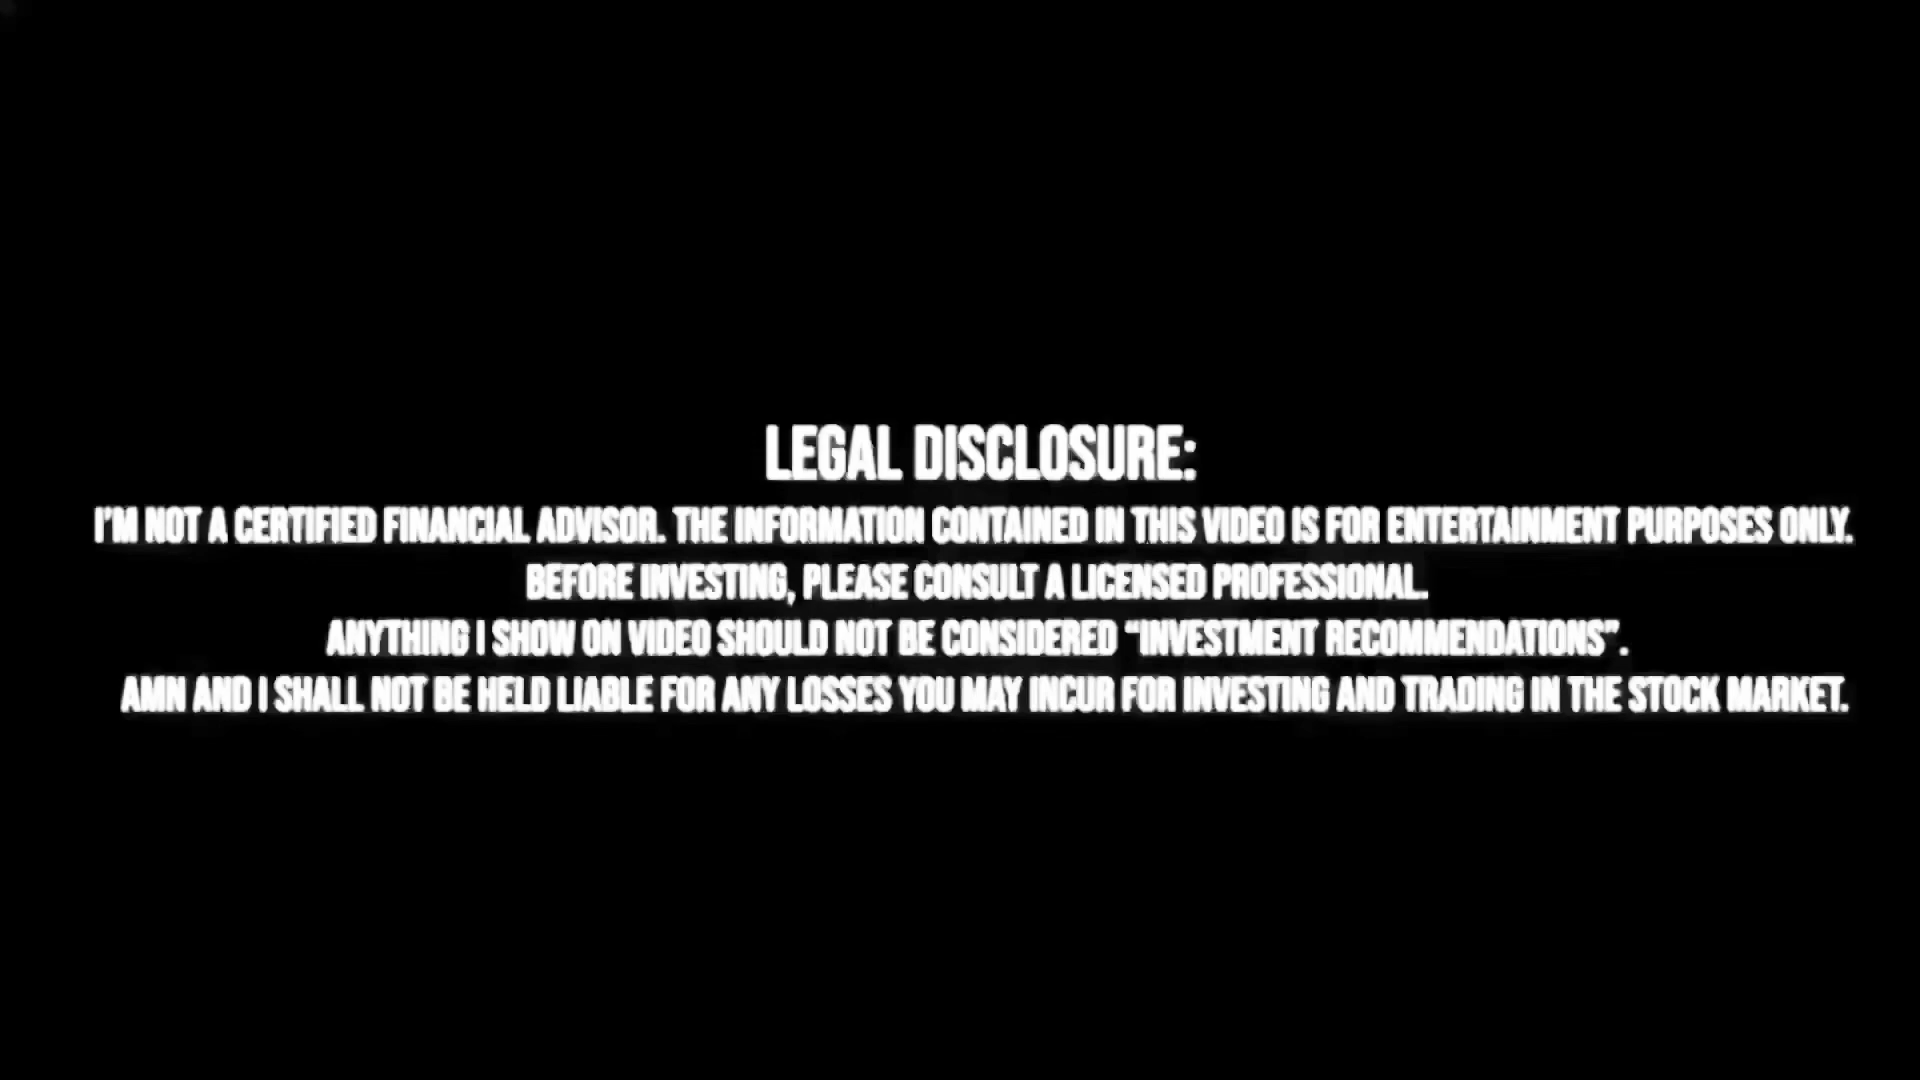 LEGAL DISCLOSURE:
I'M NOT A CERTIFIED FINANCIAL ADVISOR. THE INFORMATION CONTAINED IN THIS VIDEO IS FOR ENTERTAINMENT PURPOSES ONLY.
BEFORE INVESTING, PLEASE CONSULT A LICENSED PROFESSIONAL.
ANYTHING I SHOW ON VIDEO SHOULD NOT BE CONSIDERED “INVESTMENT RECOMMENDATIONS”.
AMN AND I SHALL NOT BE HELD LIABLE FOR ANY LOSSES YOU MAY INCUR FOR INVESTING AND TRADING IN THE STOCK MARKET.